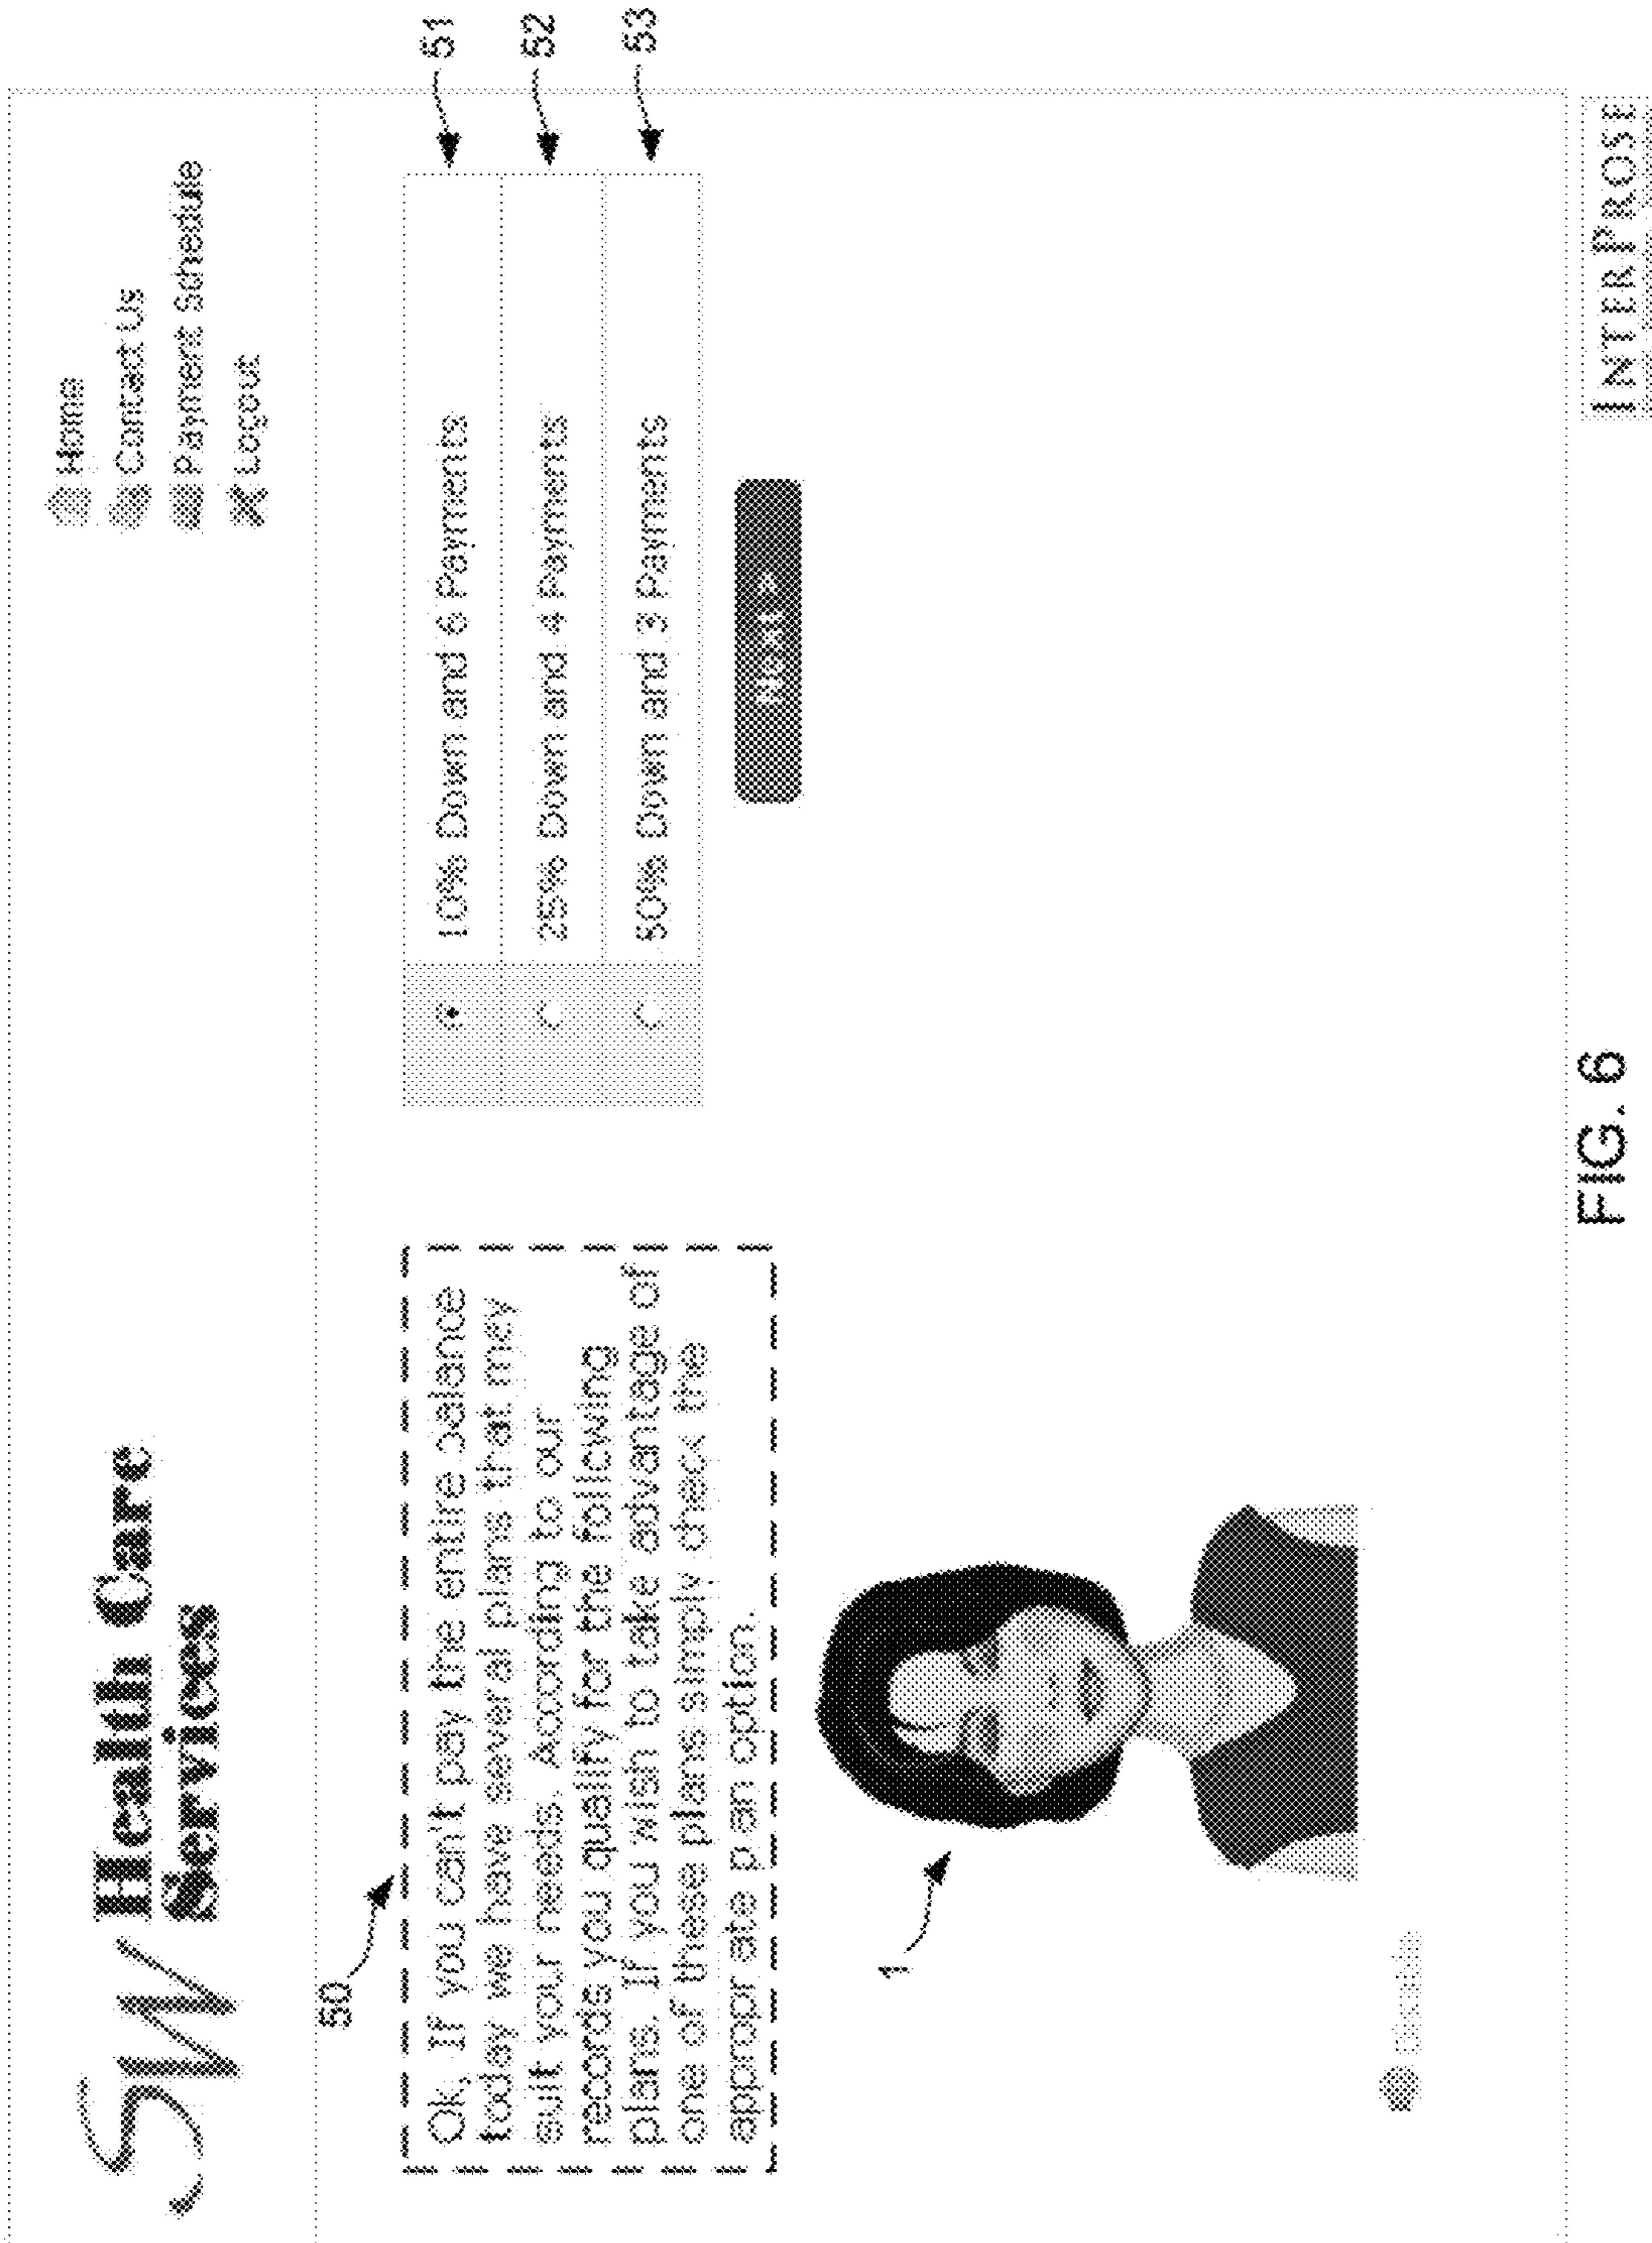 SW Health Care
Services
Home
Contact Us
Payment Schedule
Logout
50
Ok, If you can't pay the entire balance
today we have several plans that may
suit your needs. According to our
records you qualify for the following
plans. If you wish to take advantage of
one of these plans simply check the
appropriate plan option.
10% Down and 6 Payments
51
25% Down and 4 Payments
52
50% Down and 3 Payments
53
Next >
1
FIG. 6
INTERPROSE